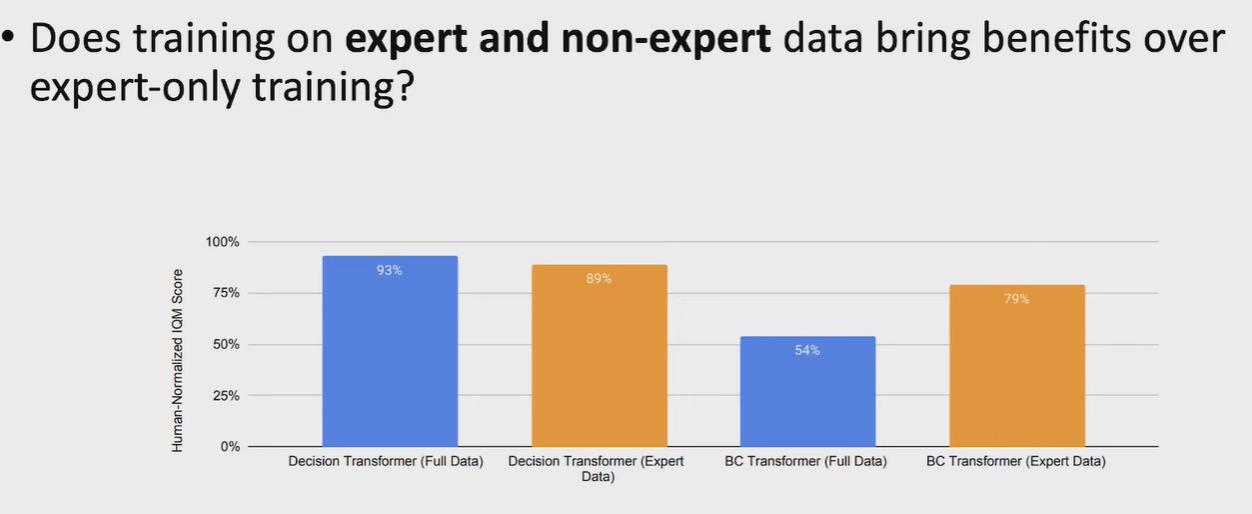 • Does training on expert and non-expert data bring benefits over
expert-only training?
100%
75%
50%
25%
0%
Human-Normalized IQM Score
93%
89%
54%
79%
Decision Transformer (Full Data)
Decision Transformer (Expert
Data)
BC Transformer (Full Data)
BC Transformer (Expert Data)